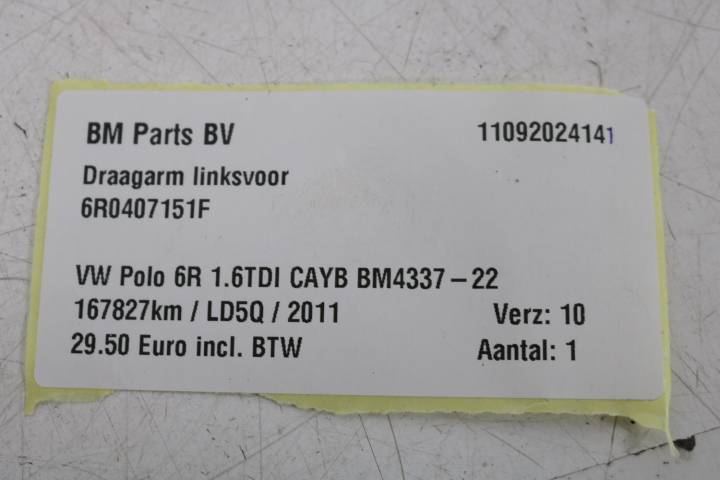 BM Parts BV 11092024141
Draagarm linksvoor
6R0407151F
VW Polo 6R 1.6TDI CAYB BM4337-22
167827km / LD5Q / 2011 Verz: 10
29.50 Euro incl. BTW Aantal: 1